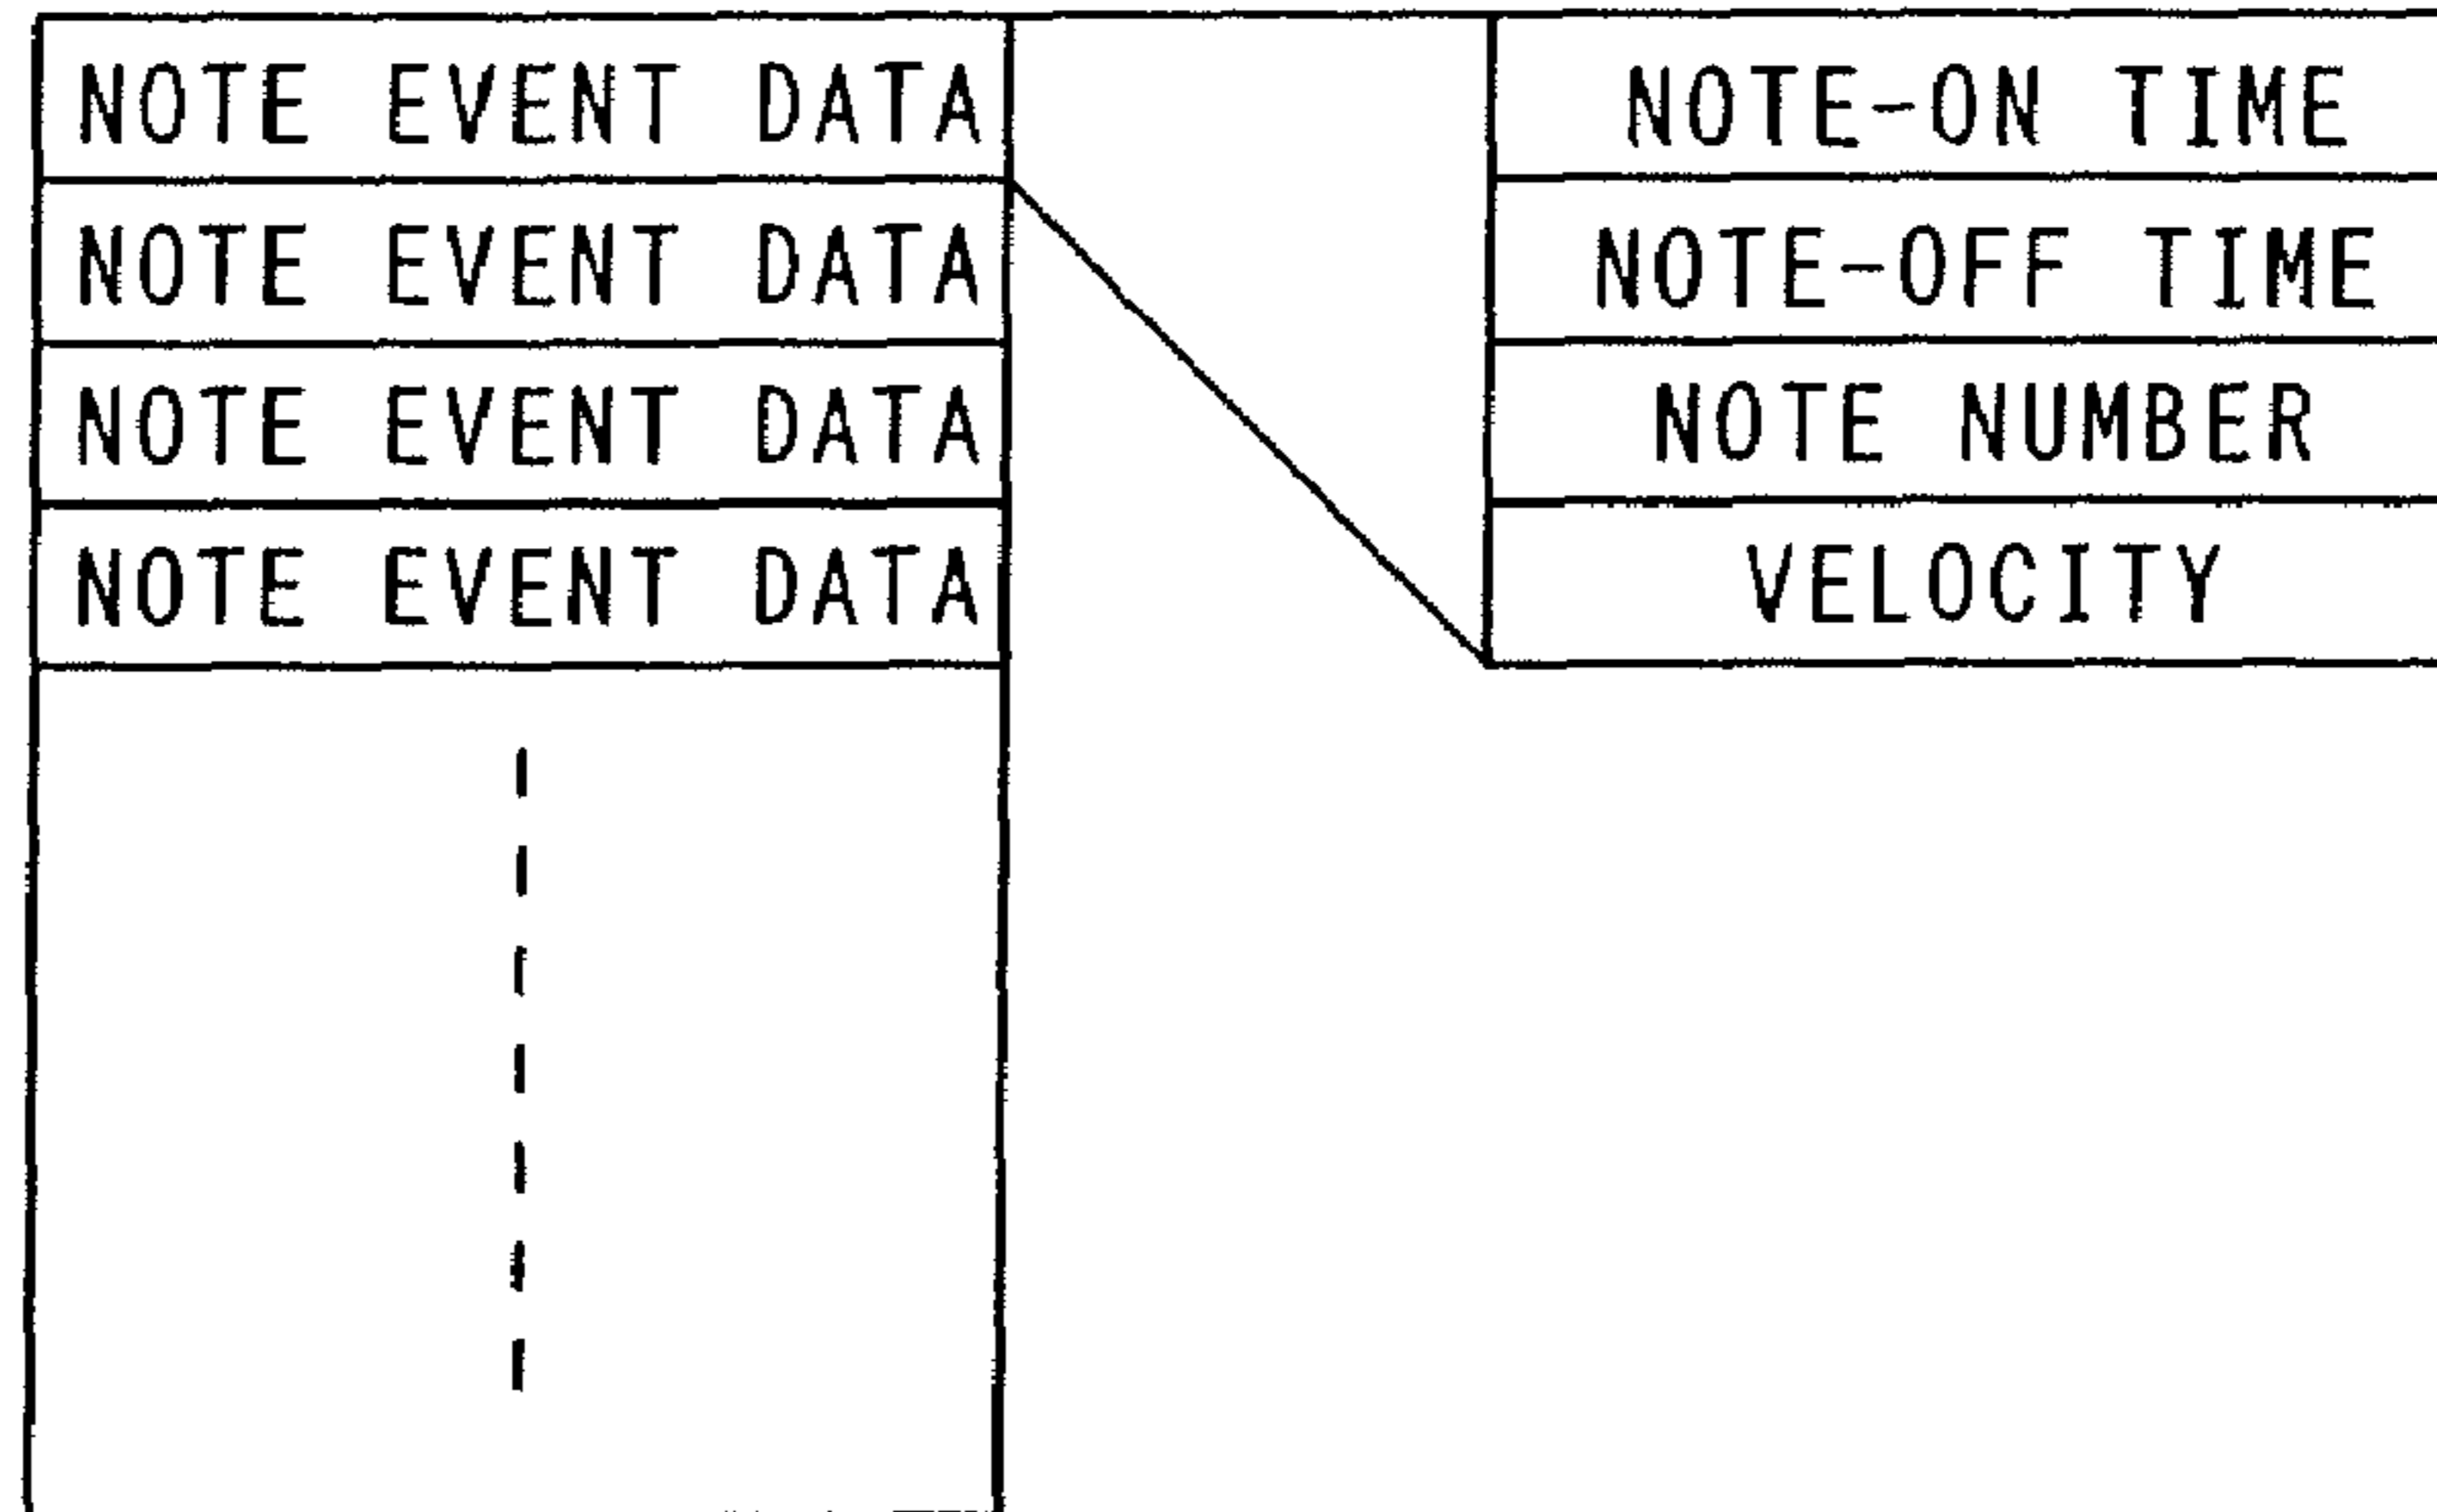 NOTE EVENT DATA
NOTE EVENT DATA
NOTE EVENT DATA
NOTE EVENT DATA
NOTE-ON TIME
NOTE-OFF TIME
NOTE NUMBER
VELOCITY